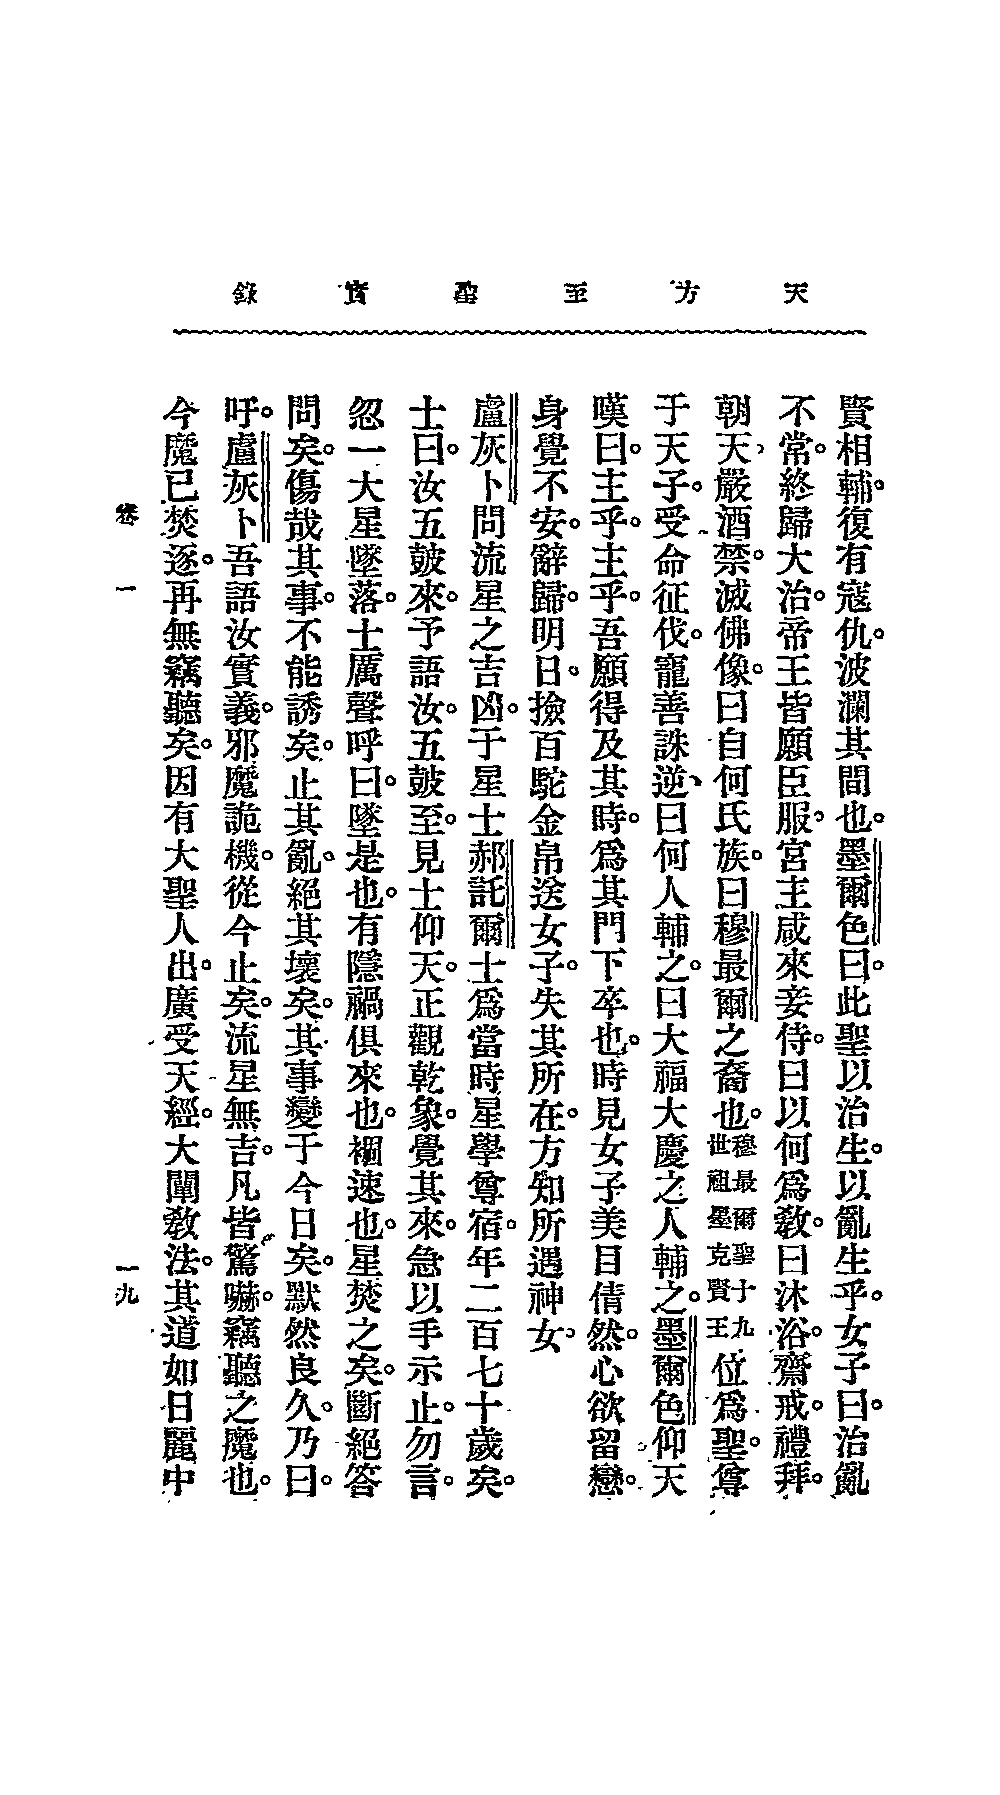 天方至聖實錄
賢相輔。復有寇仇。波瀾其間也。墨爾色曰。此聖以治生。以亂生乎。女子曰。治亂
不常。終歸大治。帝王皆願臣服。宮主咸來妾侍。曰以何爲敎。曰沐浴。齋戒。禮拜。
朝天、嚴酒禁。滅佛像。曰自何氏族。曰穆最爾之裔也。穆最爾聖十九世祖墨克賢王位爲聖。尊
于天子。受命征伐。寵善誅逆、曰何人輔之。曰大福大慶之人輔之。墨爾色仰天
嘆曰。主乎。主乎。吾願得及其時。爲其門下卒也。時見女子美目倩然。心欲留戀。
身覺不安。辭歸。明日。撿百駝金帛送女子。失其所在。方知所遇神女。
盧灰卜問流星之吉凶。于星士郝託爾士爲當時星學尊宿。年二百七十歲矣。
士曰。汝五皷來。予語汝。五皷至。見士仰天。正觀乾象。覺其來。急以手示止。勿言。
忽一大星墜落。士厲聲呼曰。墜是也。有隱禍俱來也。禍速也。星焚之矣。斷絕答
問矣。傷哉其事。不能誘矣。止其亂。絕其壞矣。其事變于今日矣。默然良久。乃曰。
吁。盧灰卜吾語汝實義。邪魔詭機。從今止矣。流星無吉。凡皆驚嚇。竊聽之魔也。
今魔已焚逐。再無竊聽矣。因有大聖人出。廣受天經。大闡敎法。其道如日麗中
卷一
一九